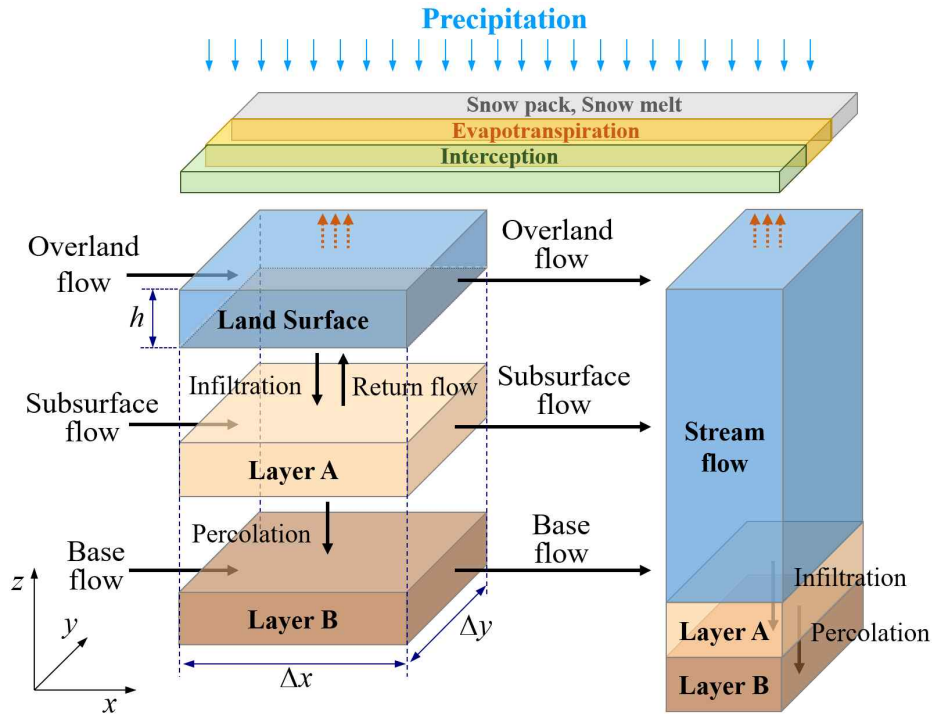 Precipitation
Snow pack, Snow melt
Evapotranspiration
Interception
Overland
flow
Overland
flow
h
Land Surface
Infiltration
Return flow
Subsurface
flow
Subsurface
flow
Stream
flow
Layer A
Percolation
Base
flow
Base
flow
Infiltration
z
y
Layer B
Δy
Layer A
Percolation
Δx
x
Layer B